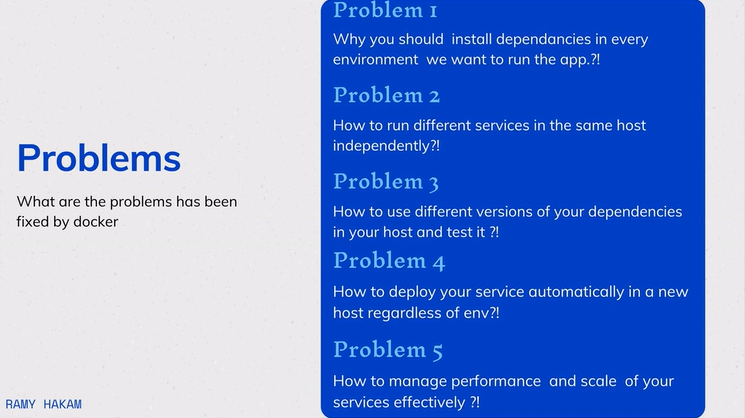 Problems
What are the problems has been
fixed by docker
Problem 1
Why you should install dependancies in every
environment we want to run the app.?!
Problem 2
How to run different services in the same host
independently?!
Problem 3
How to use different versions of your dependencies
in your host and test it ?!
Problem 4
How to deploy your service automatically in a new
host regardless of env?!
Problem 5
How to manage performance and scale of your
services effectively ?!
RAMY HAKAM